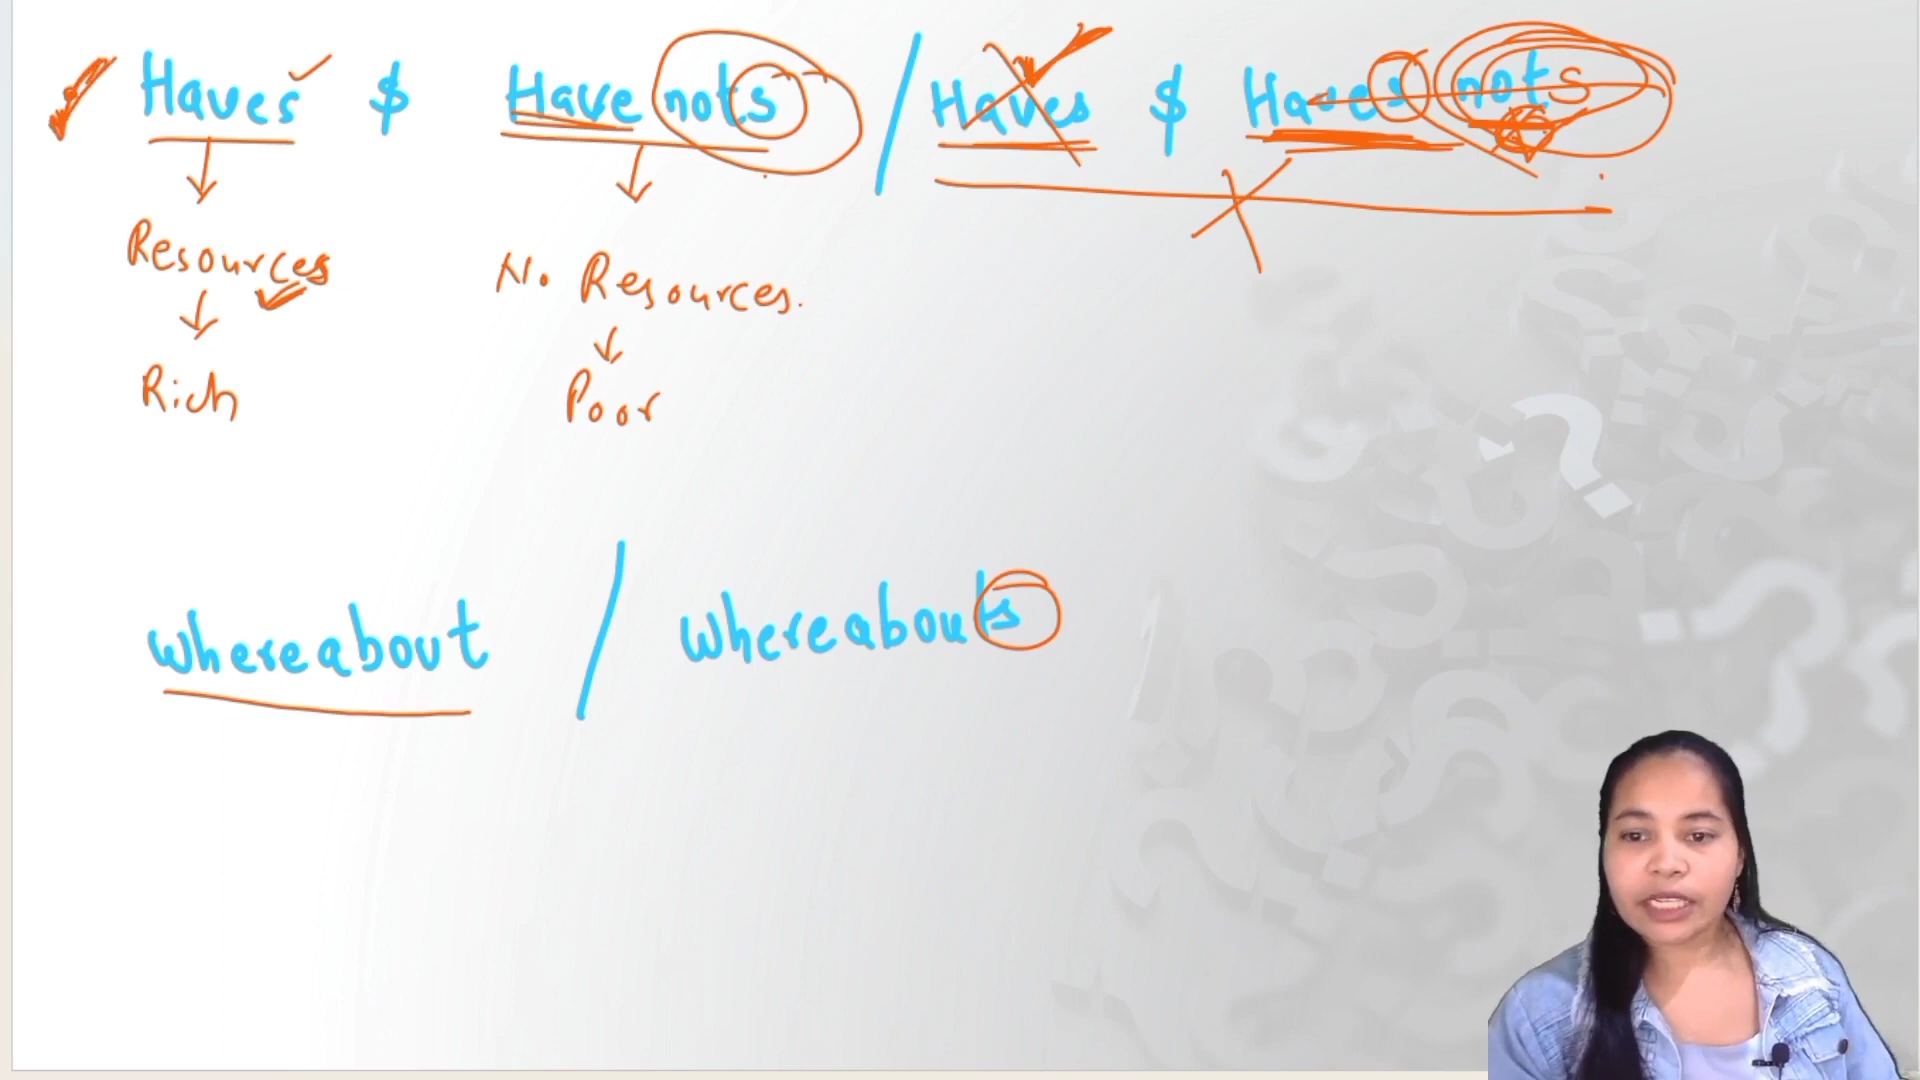 Haves $ Have nots / Haves $ Haves nots
Resources No Resources.
Rich Poor
whereabout / whereabouts